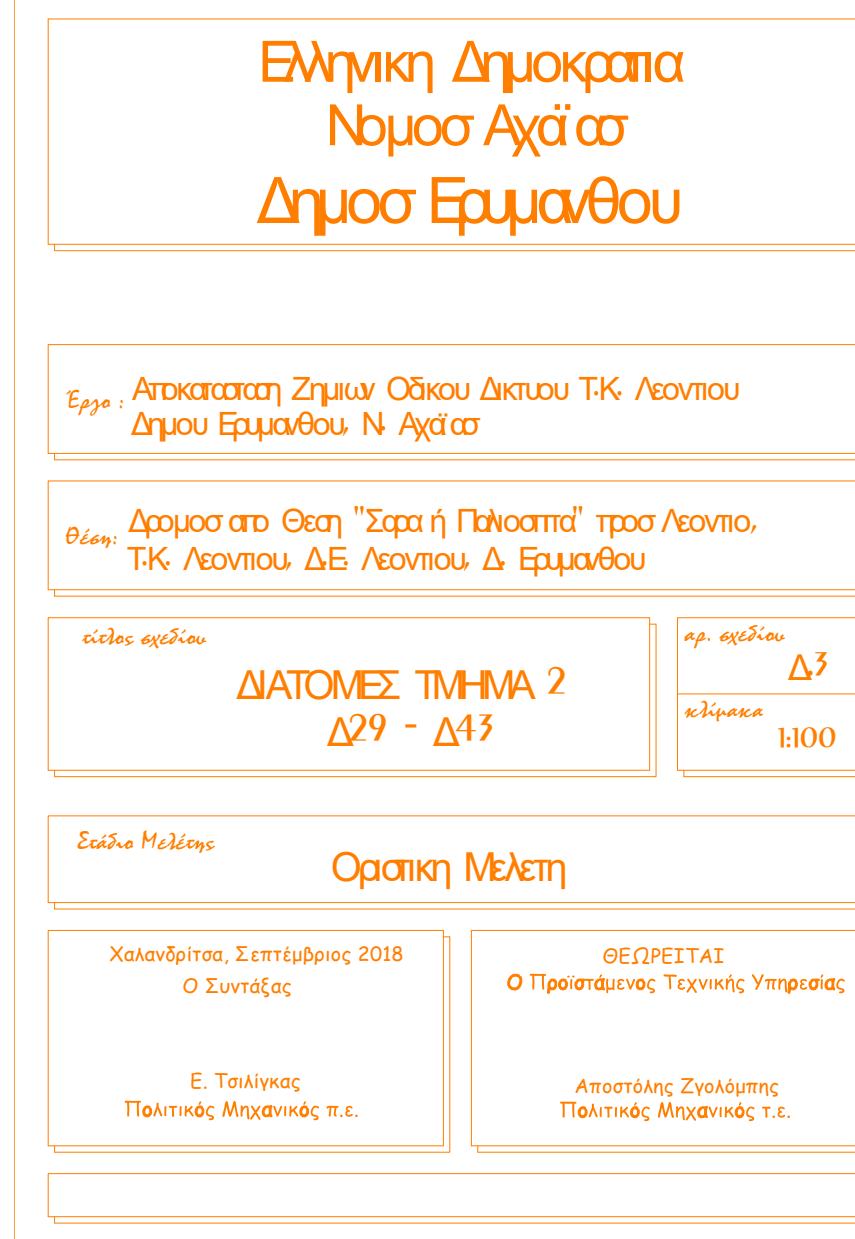 Ελληνικη Δημοκρατια
Νομοσ Αχαϊασ
Δημοσ Ερυμανθου
Έργο : Αποκατασταση Ζημιων Οδικου Δικτυου Τ.Κ. Λεοντιου
Δημου Ερυμανθου, Ν. Αχαϊασ
Θέση: Δρομοσ απο Θεση "Σαρα ή Παλιοσπιτα" προσ Λεοντιο,
Τ.Κ. Λεοντιου, Δ.Ε. Λεοντιου, Δ. Ερυμανθου
τίτλος σχεδίου
ΔΙΑΤΟΜΕΣ ΤΜΗΜΑ 2
Δ29 - Δ43
αρ. σχεδίου
Δ.3
κλίμακα
1:100
Στάδιο Μελέτης
Οριστικη Μελετη
Χαλανδρίτσα, Σεπτέμβριος 2018
Ο Συντάξας
Ε. Τσιλίγκας
Πολιτικός Μηχανικός π.ε.
ΘΕΩΡΕΙΤΑΙ
Ο Προϊστάμενος Τεχνικής Υπηρεσίας
Αποστόλης Ζγολόμπης
Πολιτικός Μηχανικός τ.ε.